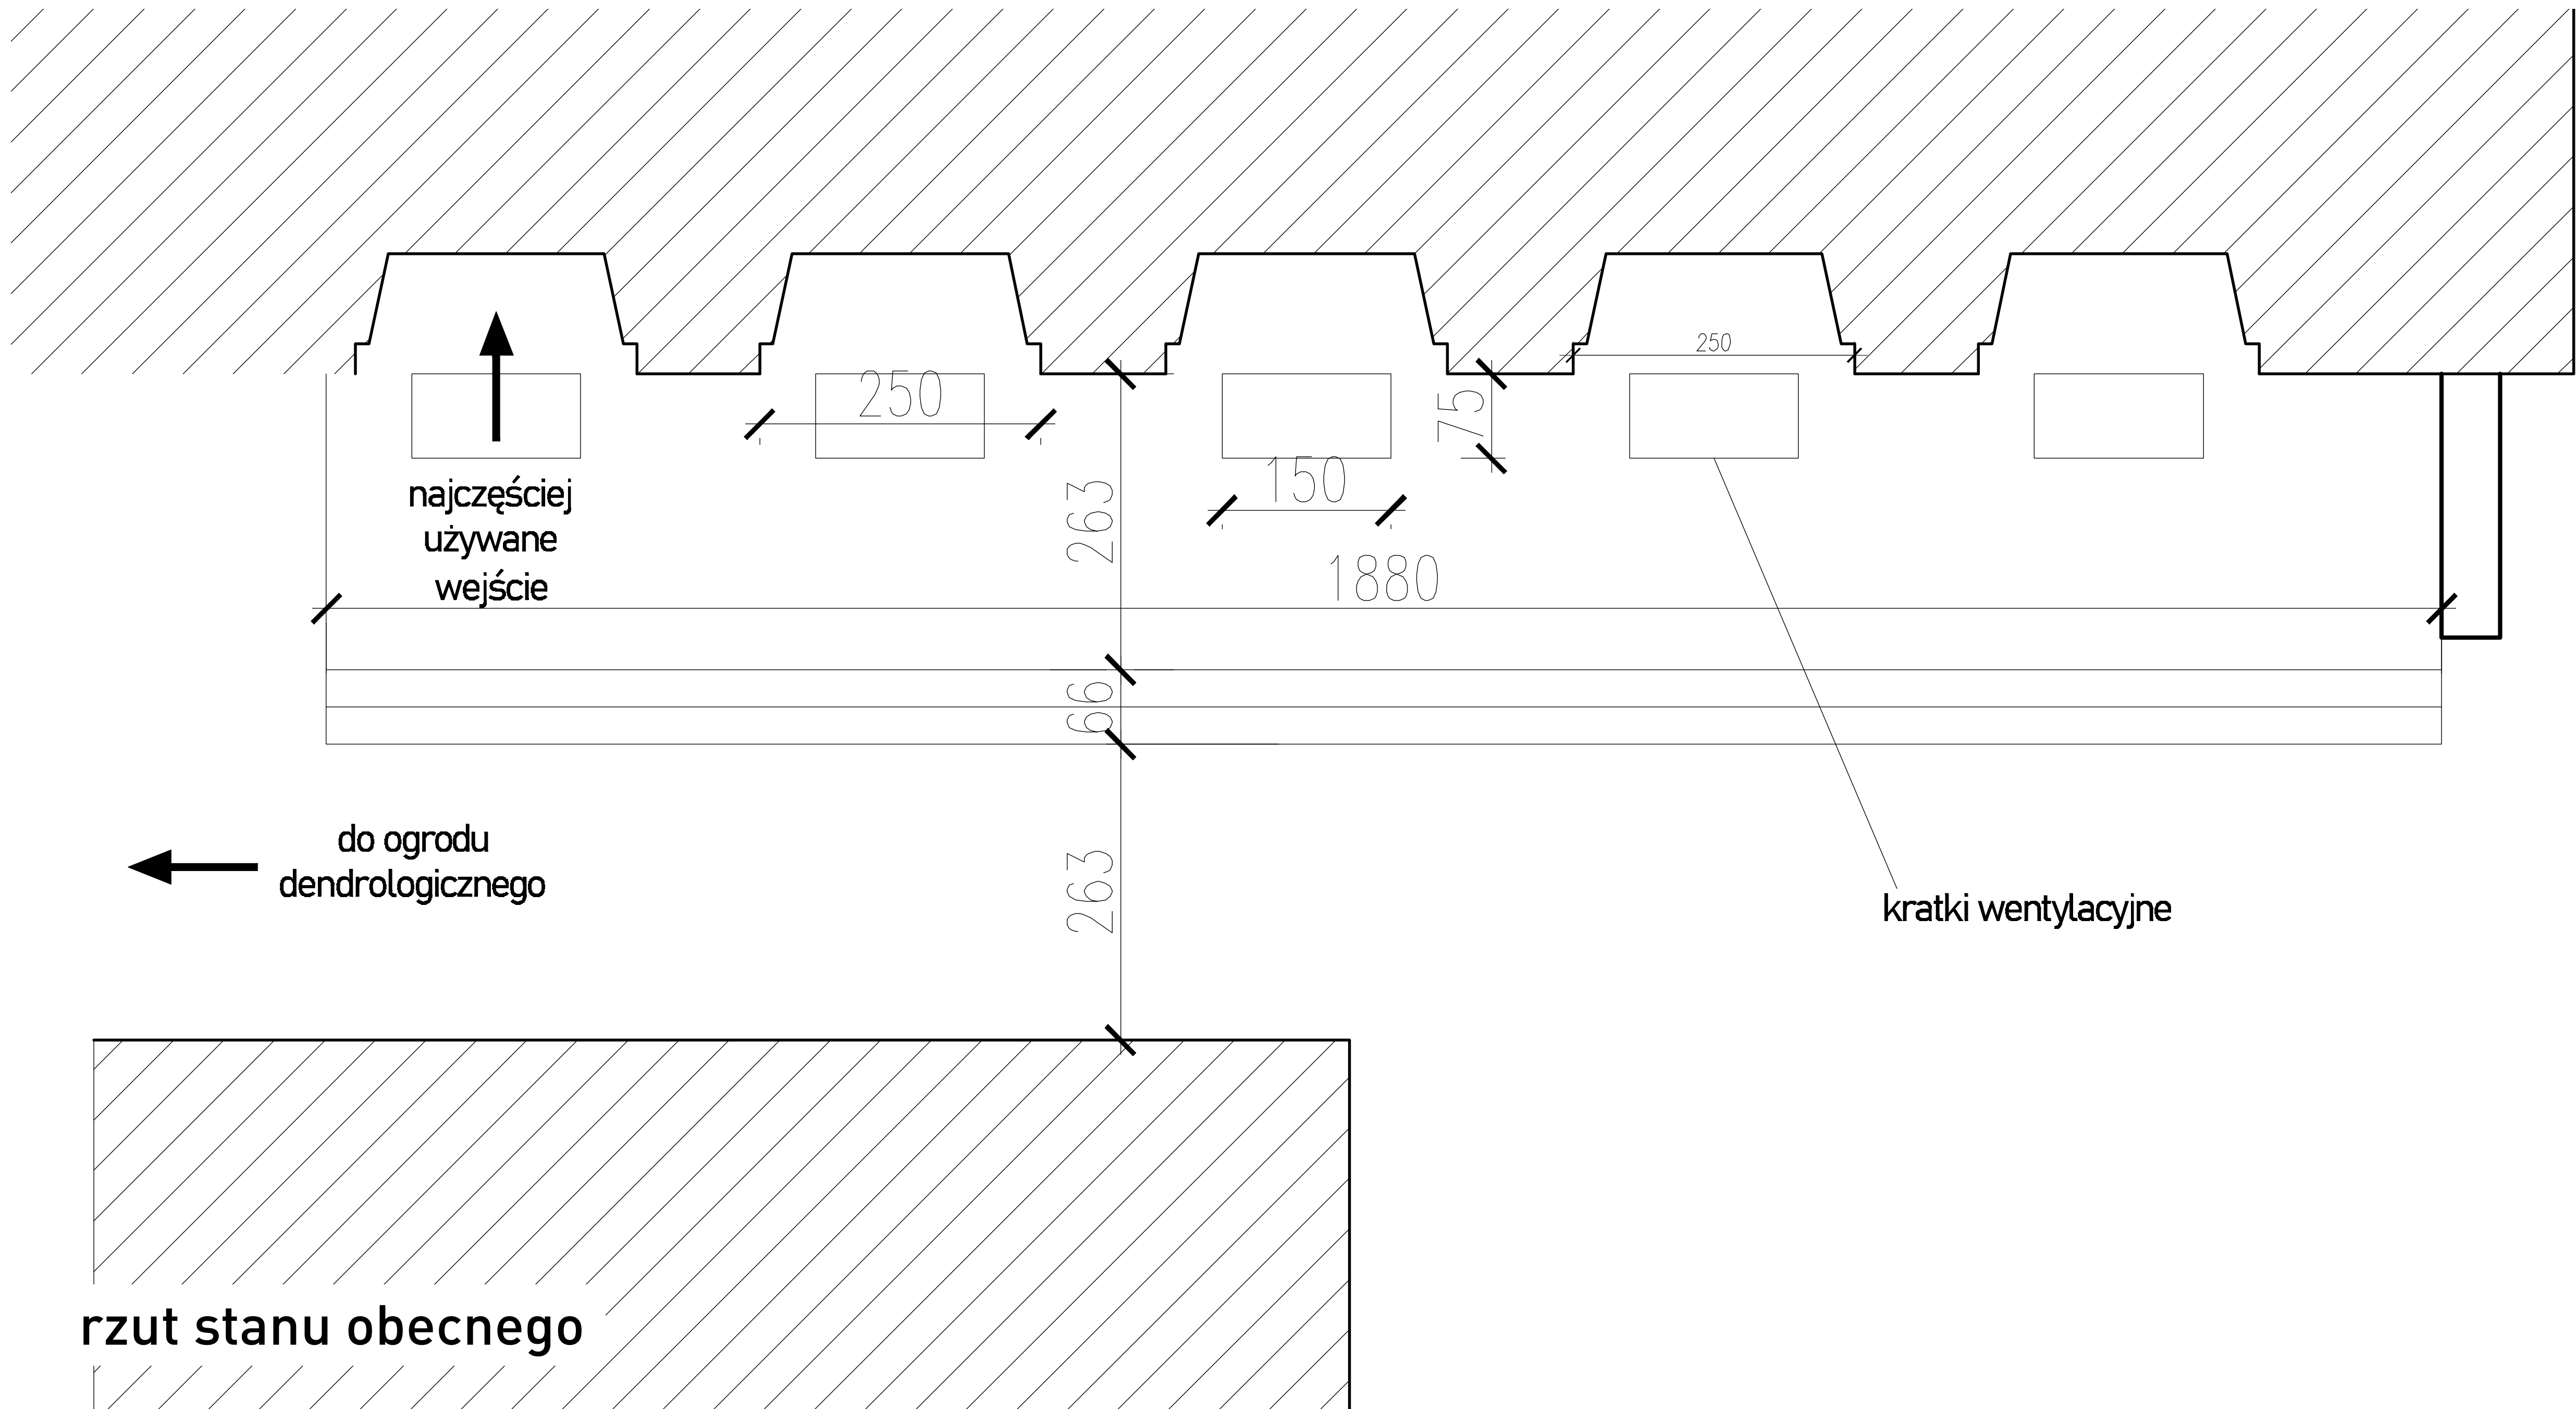 250
250
75
150
263
najczęściej
używane
wejście
1880
66
do ogrodu
dendrologicznego
263
kratki wentylacyjne
rzut stanu obecnego